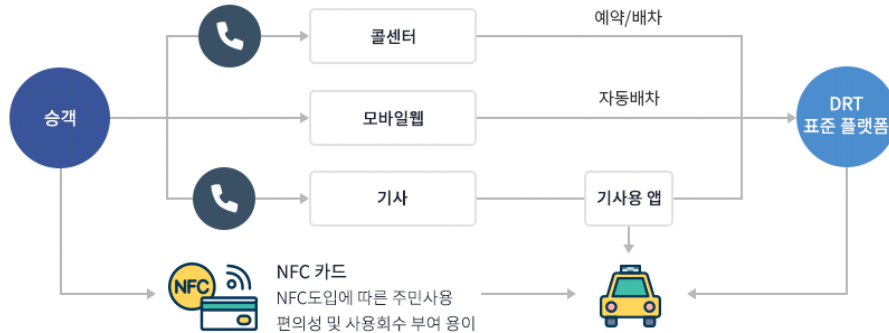 콜센터
예약/배차
승객
모바일웹
자동배차
DRT
표준 플랫폼
기사
기사용 앱
NFC
NFC 카드
NFC도입에 따른 주민사용
편의성 및 사용회수 부여 용이